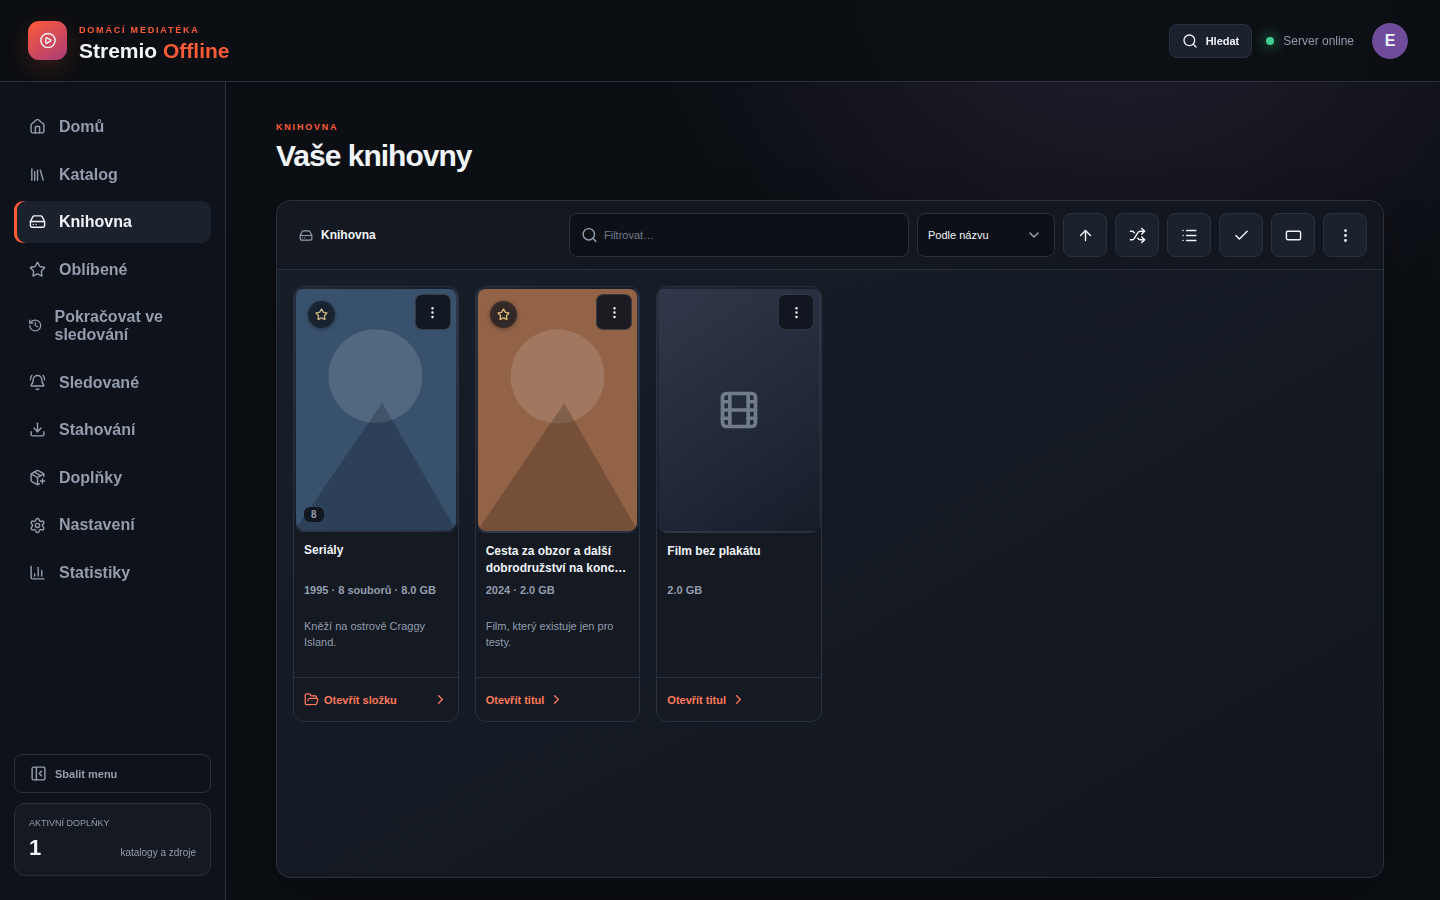 DOMÁCÍ MEDIATÉKA
Stremio Offline
Hledat
Server online
E
Domů
Katalog
Knihovna
Oblíbené
Pokračovat ve
sledování
Sledované
Stahování
Doplňky
Nastavení
Statistiky
Sbalit menu
AKTIVNÍ DOPLŇKY
1
katalogy a zdroje
KNIHOVNA
Vaše knihovny
Knihovna
Filtrovat…
Podle názvu
8
Seriály
1995 · 8 souborů · 8.0 GB
Kněží na ostrově Craggy
Island.
Otevřít složku
Cesta za obzor a další
dobrodružství na konc…
2024 · 2.0 GB
Film, který existuje jen pro
testy.
Otevřít titul
Film bez plakátu
2.0 GB
Otevřít titul